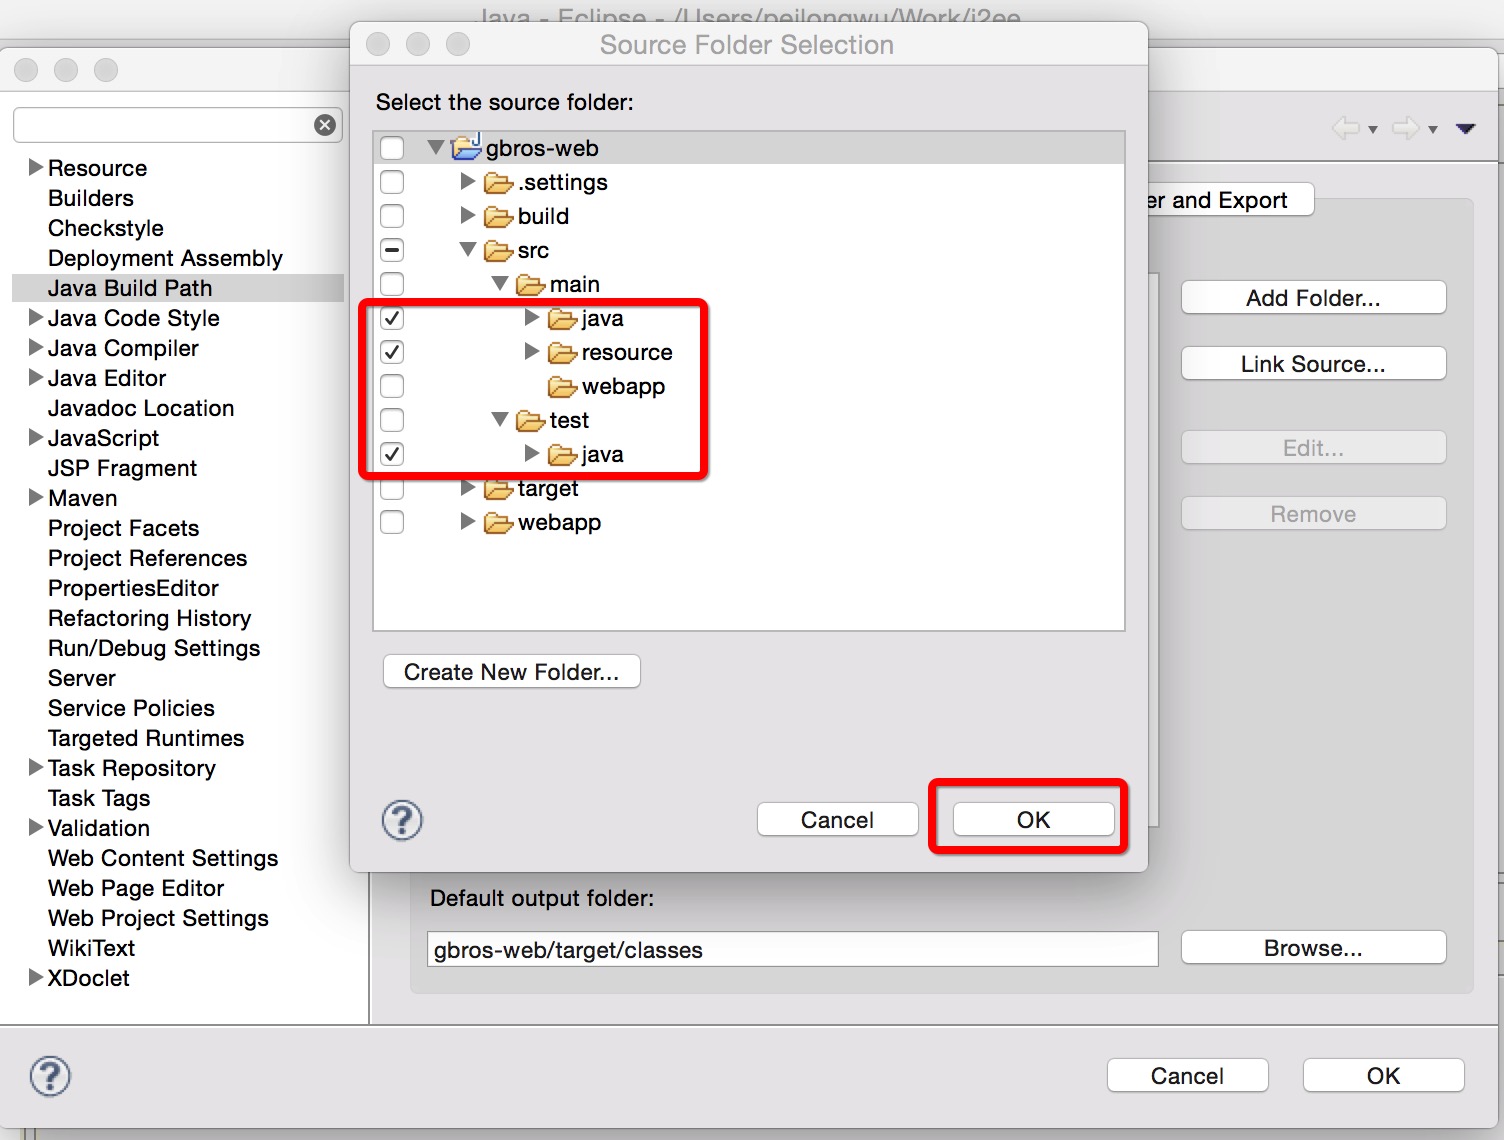 Java - Eclipse - /Users/peilongwu/Work/j2ee
Source Folder Selection
Select the source folder:
gbros-web
.settings
build
src
main
java
resource
webapp
test
java
target
webapp
Create New Folder...
Cancel
OK
Resource
Builders
Checkstyle
Deployment Assembly
Java Build Path
Java Code Style
Java Compiler
Java Editor
Javadoc Location
JavaScript
JSP Fragment
Maven
Project Facets
Project References
PropertiesEditor
Refactoring History
Run/Debug Settings
Server
Service Policies
Targeted Runtimes
Task Repository
Task Tags
Validation
Web Content Settings
Web Page Editor
Web Project Settings
WikiText
XDoclet
er and Export
Add Folder...
Link Source...
Edit...
Remove
Default output folder:
gbros-web/target/classes
Browse...
Cancel
OK